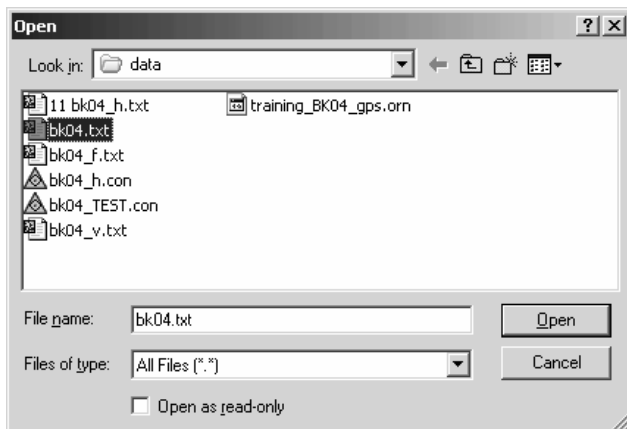 Open
Look in: data
11 bk04_h.txt
bk04.txt
bk04_f.txt
bk04_h.con
bk04_TEST.con
bk04_v.txt
training_BK04_gps.orn
File name: bk04.txt Open
Files of type: All Files (*.*) Cancel
Open as read-only